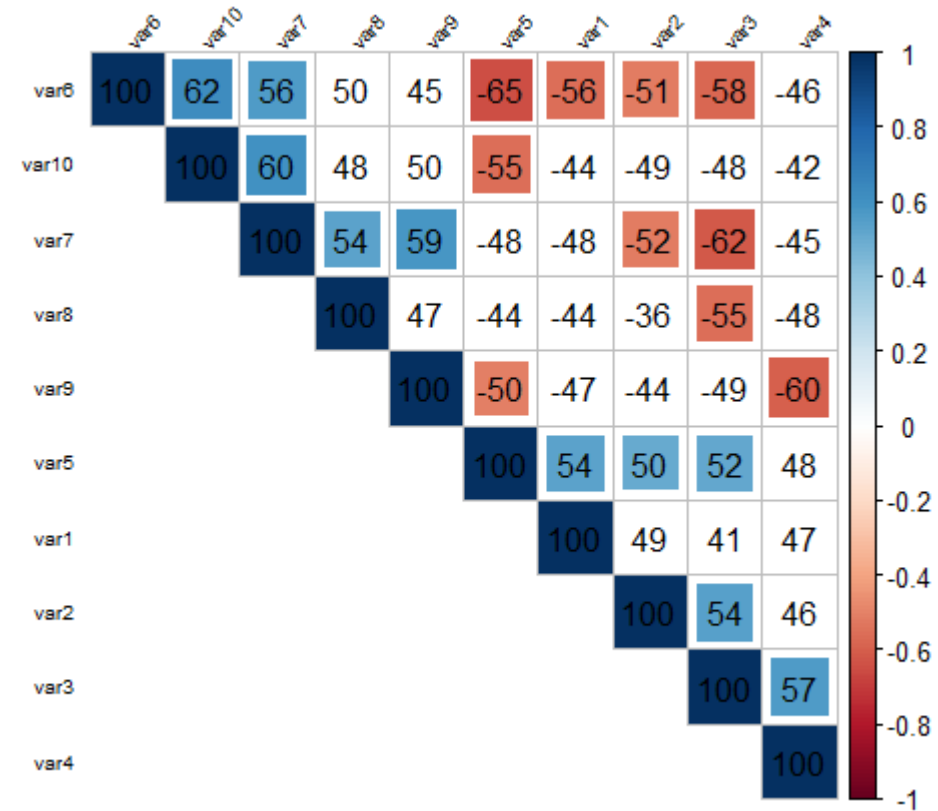 var6 var10 var7 var8 var9 var5 var1 var2 var3 var4
var6 100 62 56 50 45 -65 -56 -51 -58 -46
var10 100 60 48 50 -55 -44 -49 -48 -42
var7 100 54 59 -48 -48 -52 -62 -45
var8 100 47 -44 -44 -36 -55 -48
var9 100 -50 -47 -44 -49 -60
var5 100 54 50 52 48
var1 100 49 41 47
var2 100 54 46
var3 100 57
var4 100
1
0.8
0.6
0.4
0.2
0
-0.2
-0.4
-0.6
-0.8
-1